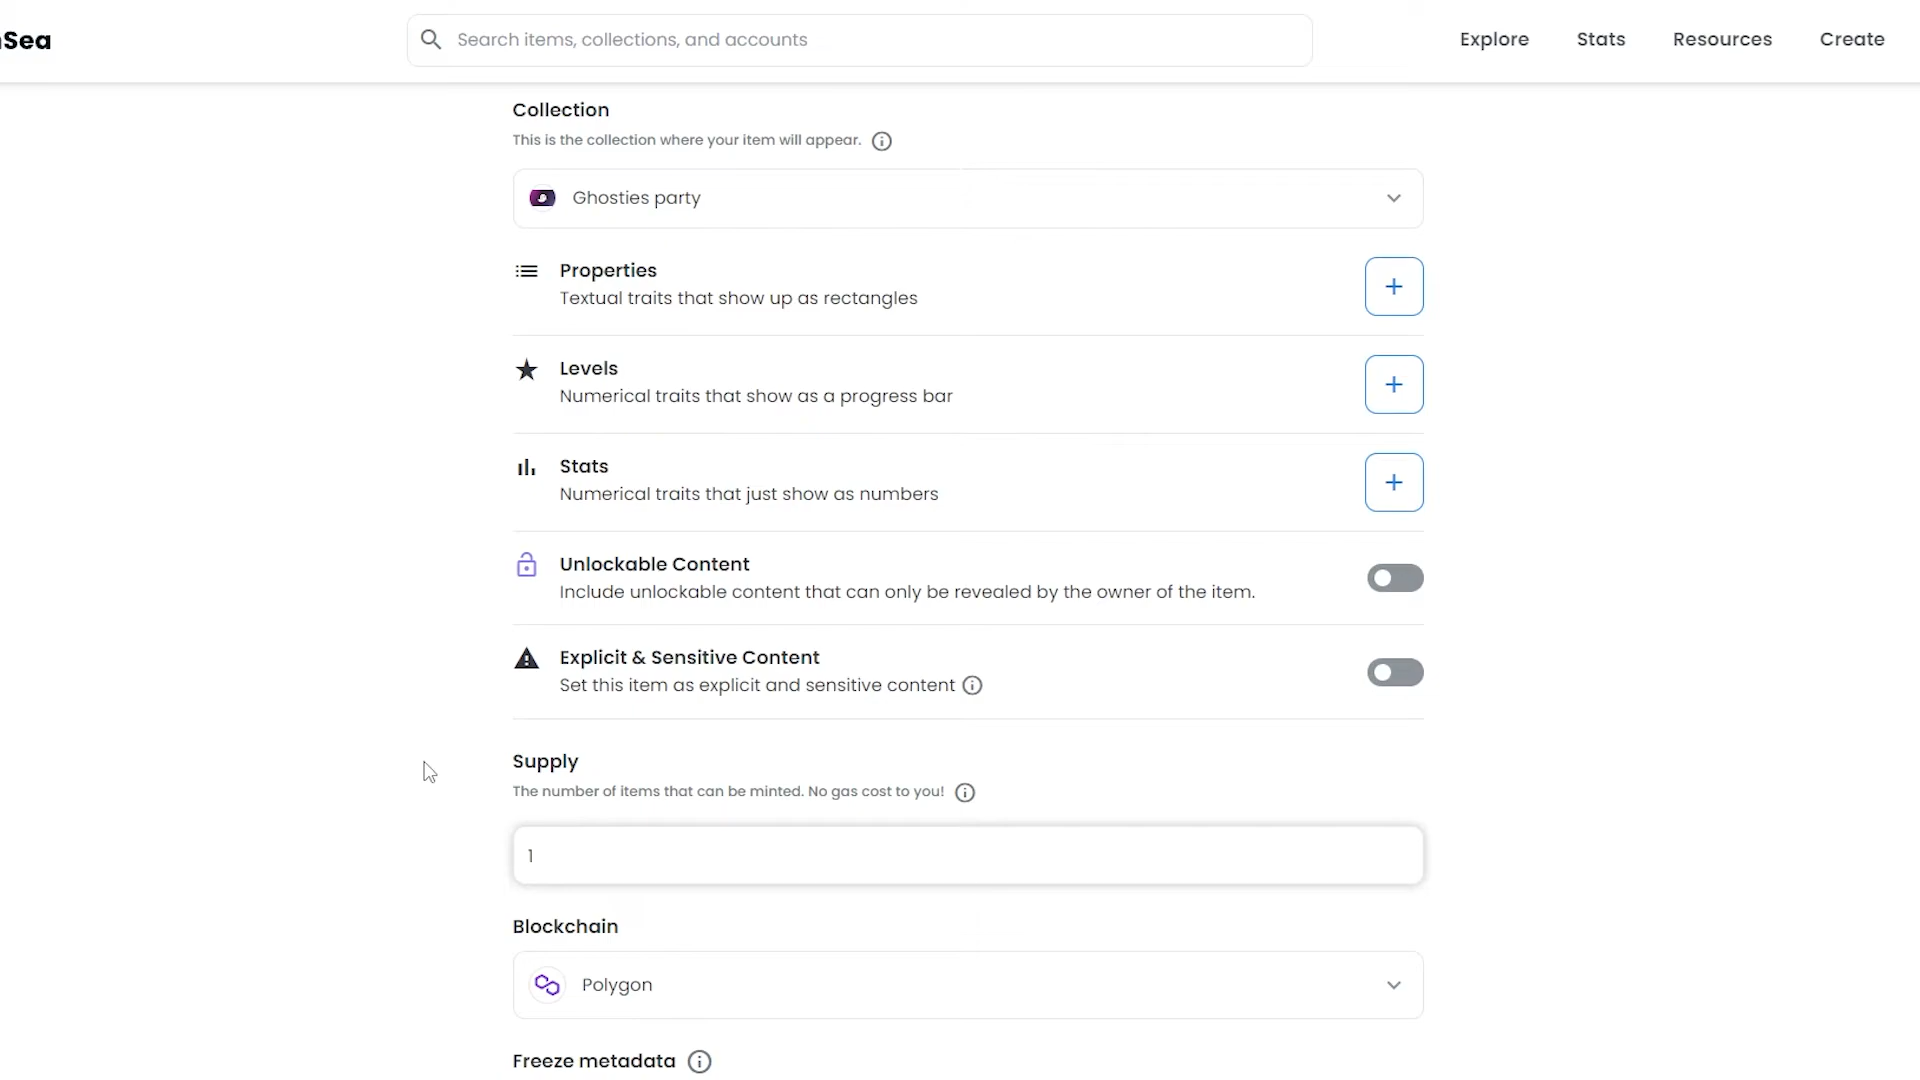 Sea
Search items, collections, and accounts
Explore
Stats
Resources
Create
Collection
This is the collection where your item will appear.
Ghosties party
Properties
Textual traits that show up as rectangles
Levels
Numerical traits that show as a progress bar
Stats
Numerical traits that just show as numbers
Unlockable Content
Include unlockable content that can only be revealed by the owner of the item.
Explicit & Sensitive Content
Set this item as explicit and sensitive content
Supply
The number of items that can be minted. No gas cost to you!
1
Blockchain
Polygon
Freeze metadata